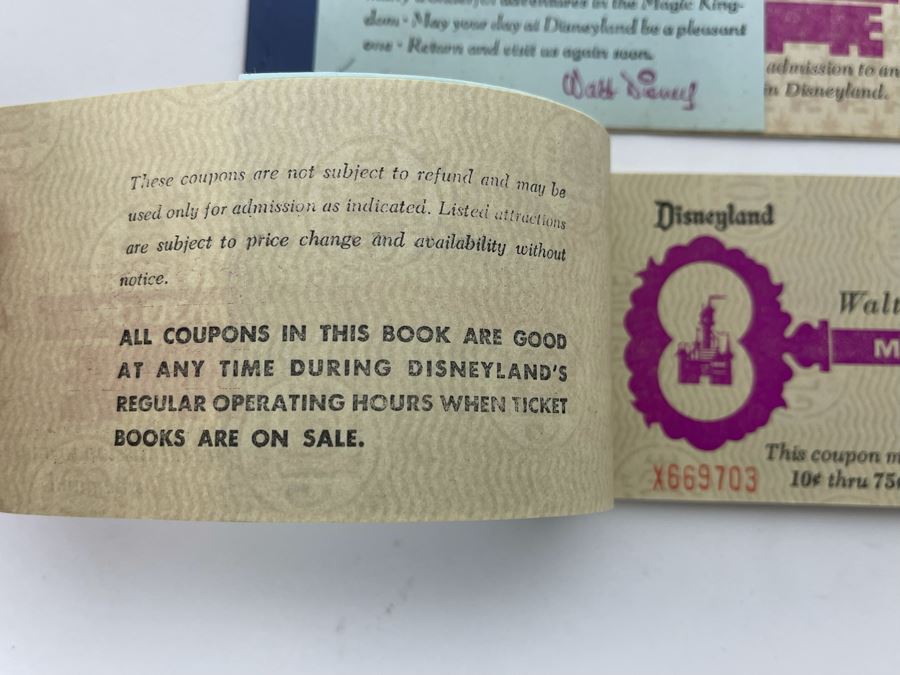 many wonderful adventures in the Magic King-
dom · May your day at Disneyland be a pleasant
one · Return and visit us again soon.
Walt Disney
admission to an
in Disneyland.
These coupons are not subject to refund and may be
used only for admission as indicated. Listed attractions
are subject to price change and availability without
notice.
ALL COUPONS IN THIS BOOK ARE GOOD
AT ANY TIME DURING DISNEYLAND'S
REGULAR OPERATING HOURS WHEN TICKET
BOOKS ARE ON SALE.
Disneyland
Walt
M
This coupon m
10¢ thru 75¢
X669703